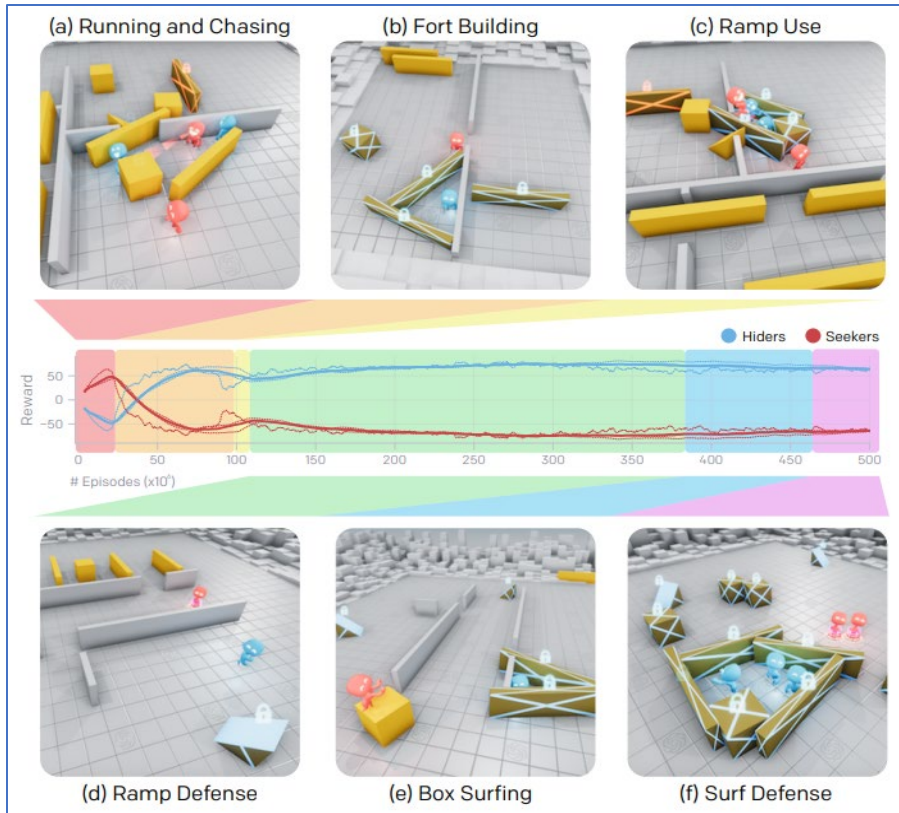 (a) Running and Chasing
(b) Fort Building
(c) Ramp Use
Hiders
Seekers
Reward
50
0
−50
0
50
100
150
200
250
300
350
400
450
500
# Episodes (x10⁶)
(d) Ramp Defense
(e) Box Surfing
(f) Surf Defense